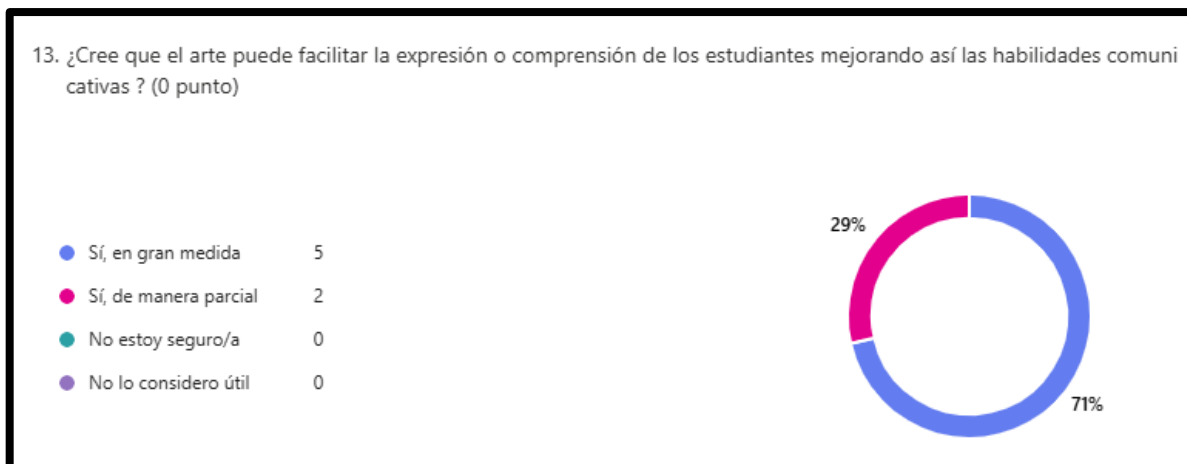 13. ¿Cree que el arte puede facilitar la expresión o comprensión de los estudiantes mejorando así las habilidades comuni
cativas ? (0 punto)
29%
Sí, en gran medida 5
Sí, de manera parcial 2
No estoy seguro/a 0
No lo considero útil 0
71%